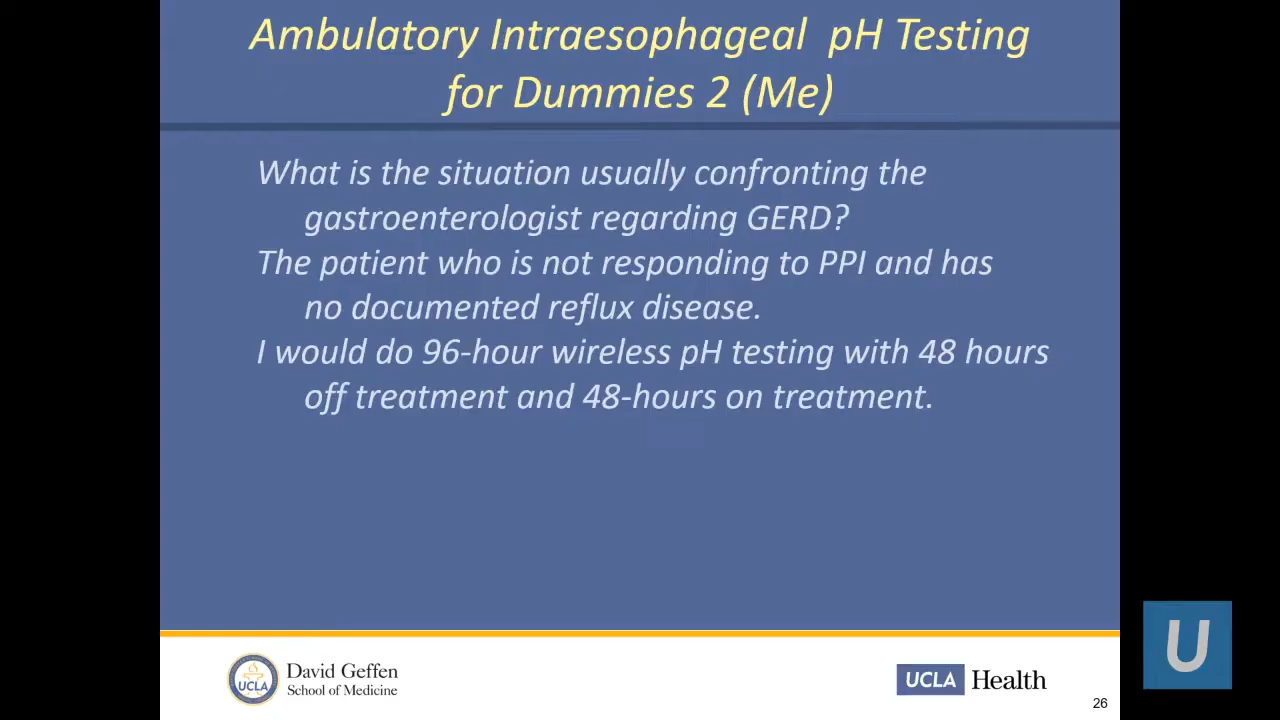 Ambulatory Intraesophageal pH Testing
for Dummies 2 (Me)
What is the situation usually confronting the
gastroenterologist regarding GERD?
The patient who is not responding to PPI and has
no documented reflux disease.
I would do 96-hour wireless pH testing with 48 hours
off treatment and 48-hours on treatment.
UCLA
David Geffen
School of Medicine
UCLA Health
26
U